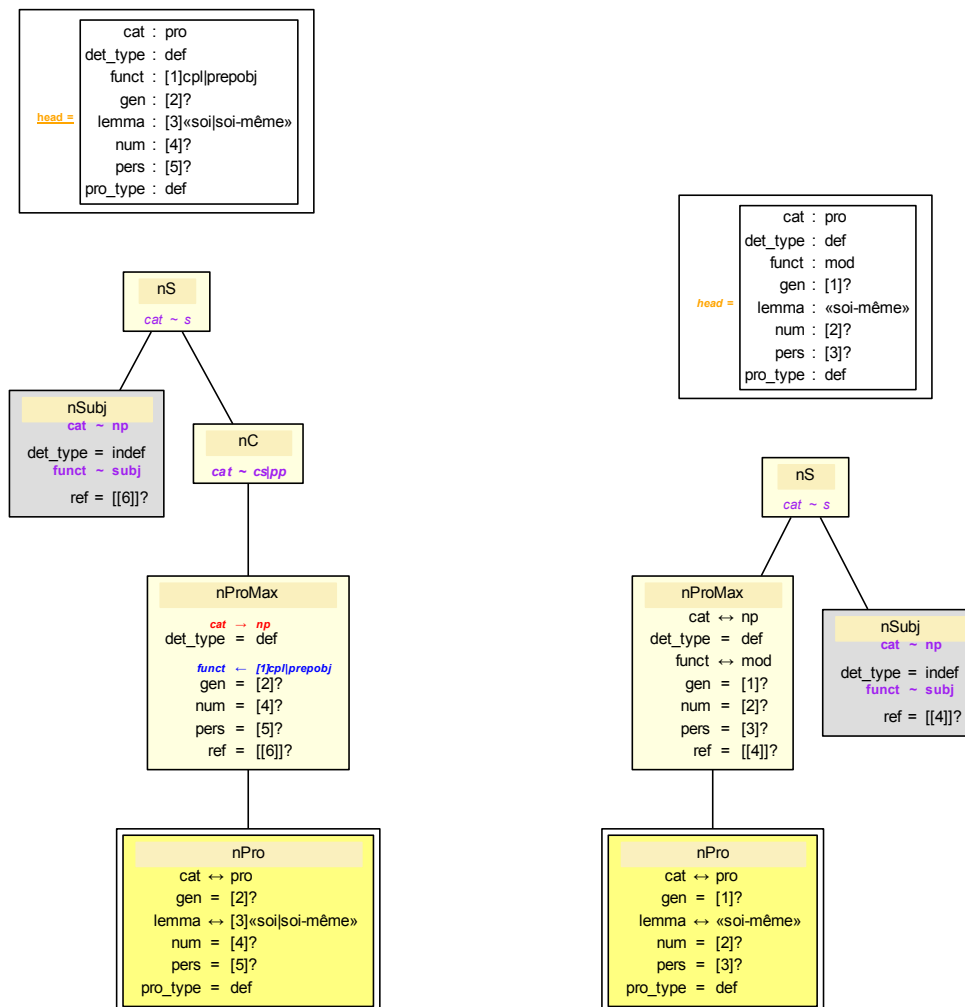 cat : pro
det_type : def
funct : [1]cpl|prepobj
gen : [2]?
head =
lemma : [3]«soi|soi-même»
num : [4]?
pers : [5]?
pro_type : def
nS
cat ~ s
nSubj
cat ~ np
det_type = indef
funct ~ subj
ref = [[6]]?
nC
cat ~ cs|pp
nProMax
cat → np
det_type = def
funct ← [1]cpl|prepobj
gen = [2]?
num = [4]?
pers = [5]?
ref = [[6]]?
nPro
cat ↔ pro
gen = [2]?
lemma ↔ [3]«soi|soi-même»
num = [4]?
pers = [5]?
pro_type = def
cat : pro
det_type : def
funct : mod
gen : [1]?
head =
lemma : «soi-même»
num : [2]?
pers : [3]?
pro_type : def
nS
cat ~ s
nProMax
cat ↔ np
det_type = def
funct ↔ mod
gen = [1]?
num = [2]?
pers = [3]?
ref = [[4]]?
nSubj
cat ~ np
det_type = indef
funct ~ subj
ref = [[4]]?
nPro
cat ↔ pro
gen = [1]?
lemma ↔ «soi-même»
num = [2]?
pers = [3]?
pro_type = def